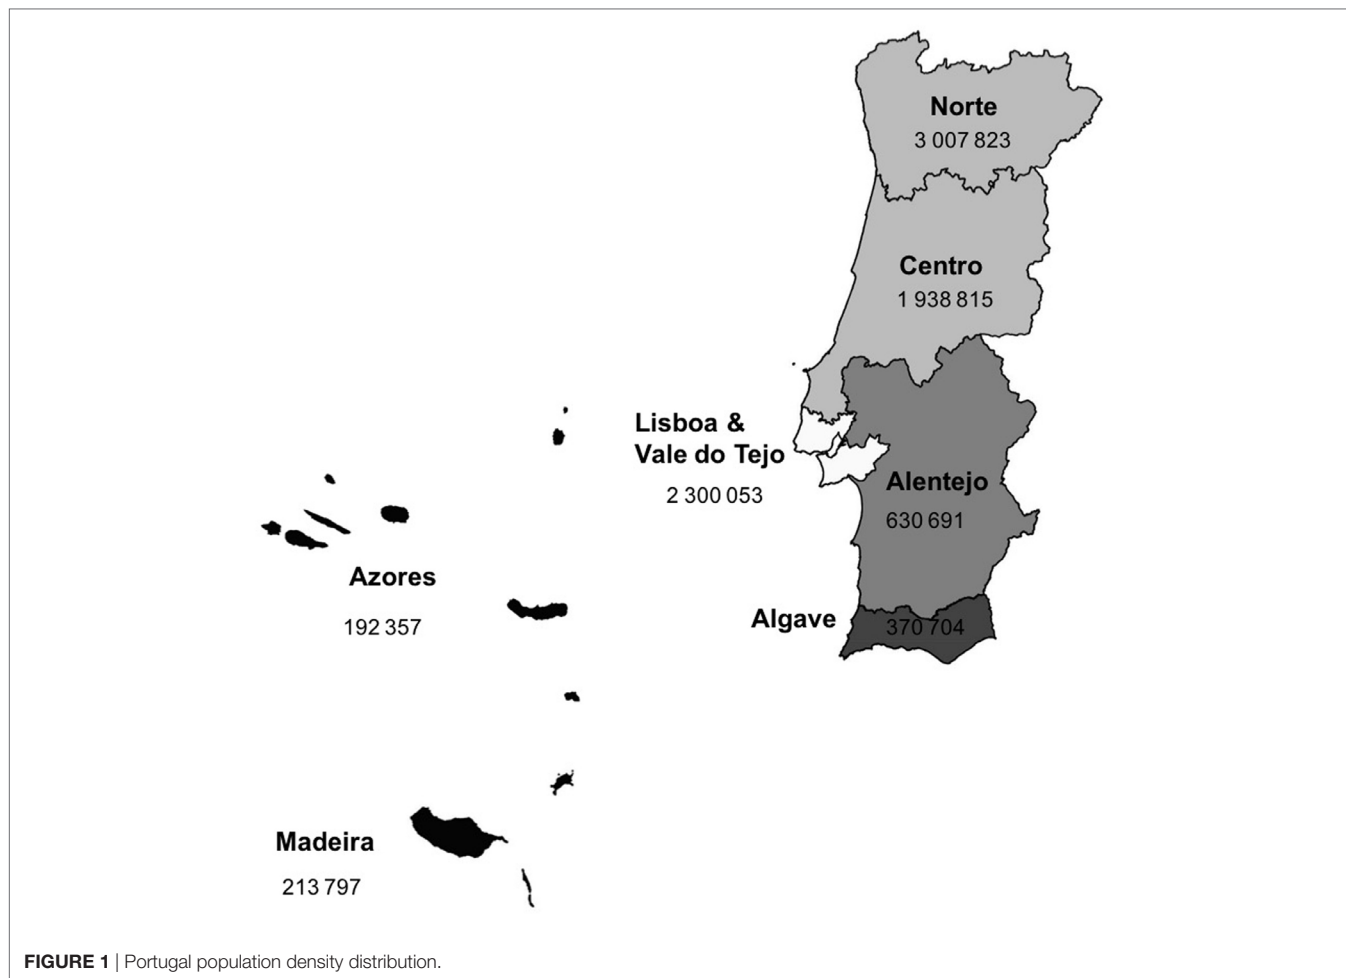 Norte
3 007 823
Centro
1 938 815
Lisboa &
Vale do Tejo
2 300 053
Alentejo
630 691
Azores
192 357
Algave
370 704
Madeira
213 797
FIGURE 1 | Portugal population density distribution.